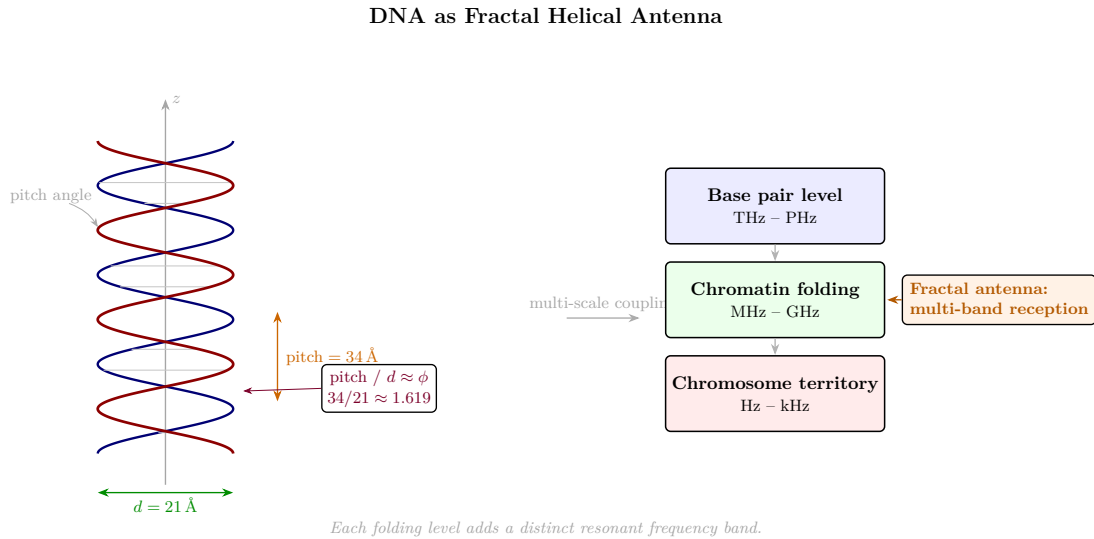 DNA as Fractal Helical Antenna
z
pitch angle
pitch = 34 Å
pitch / d ≈ ϕ
34/21 ≈ 1.619
d = 21 Å
Base pair level
THz – PHz
multi-scale couplin
Chromatin folding
MHz – GHz
Fractal antenna:
multi-band reception
Chromosome territory
Hz – kHz
Each folding level adds a distinct resonant frequency band.